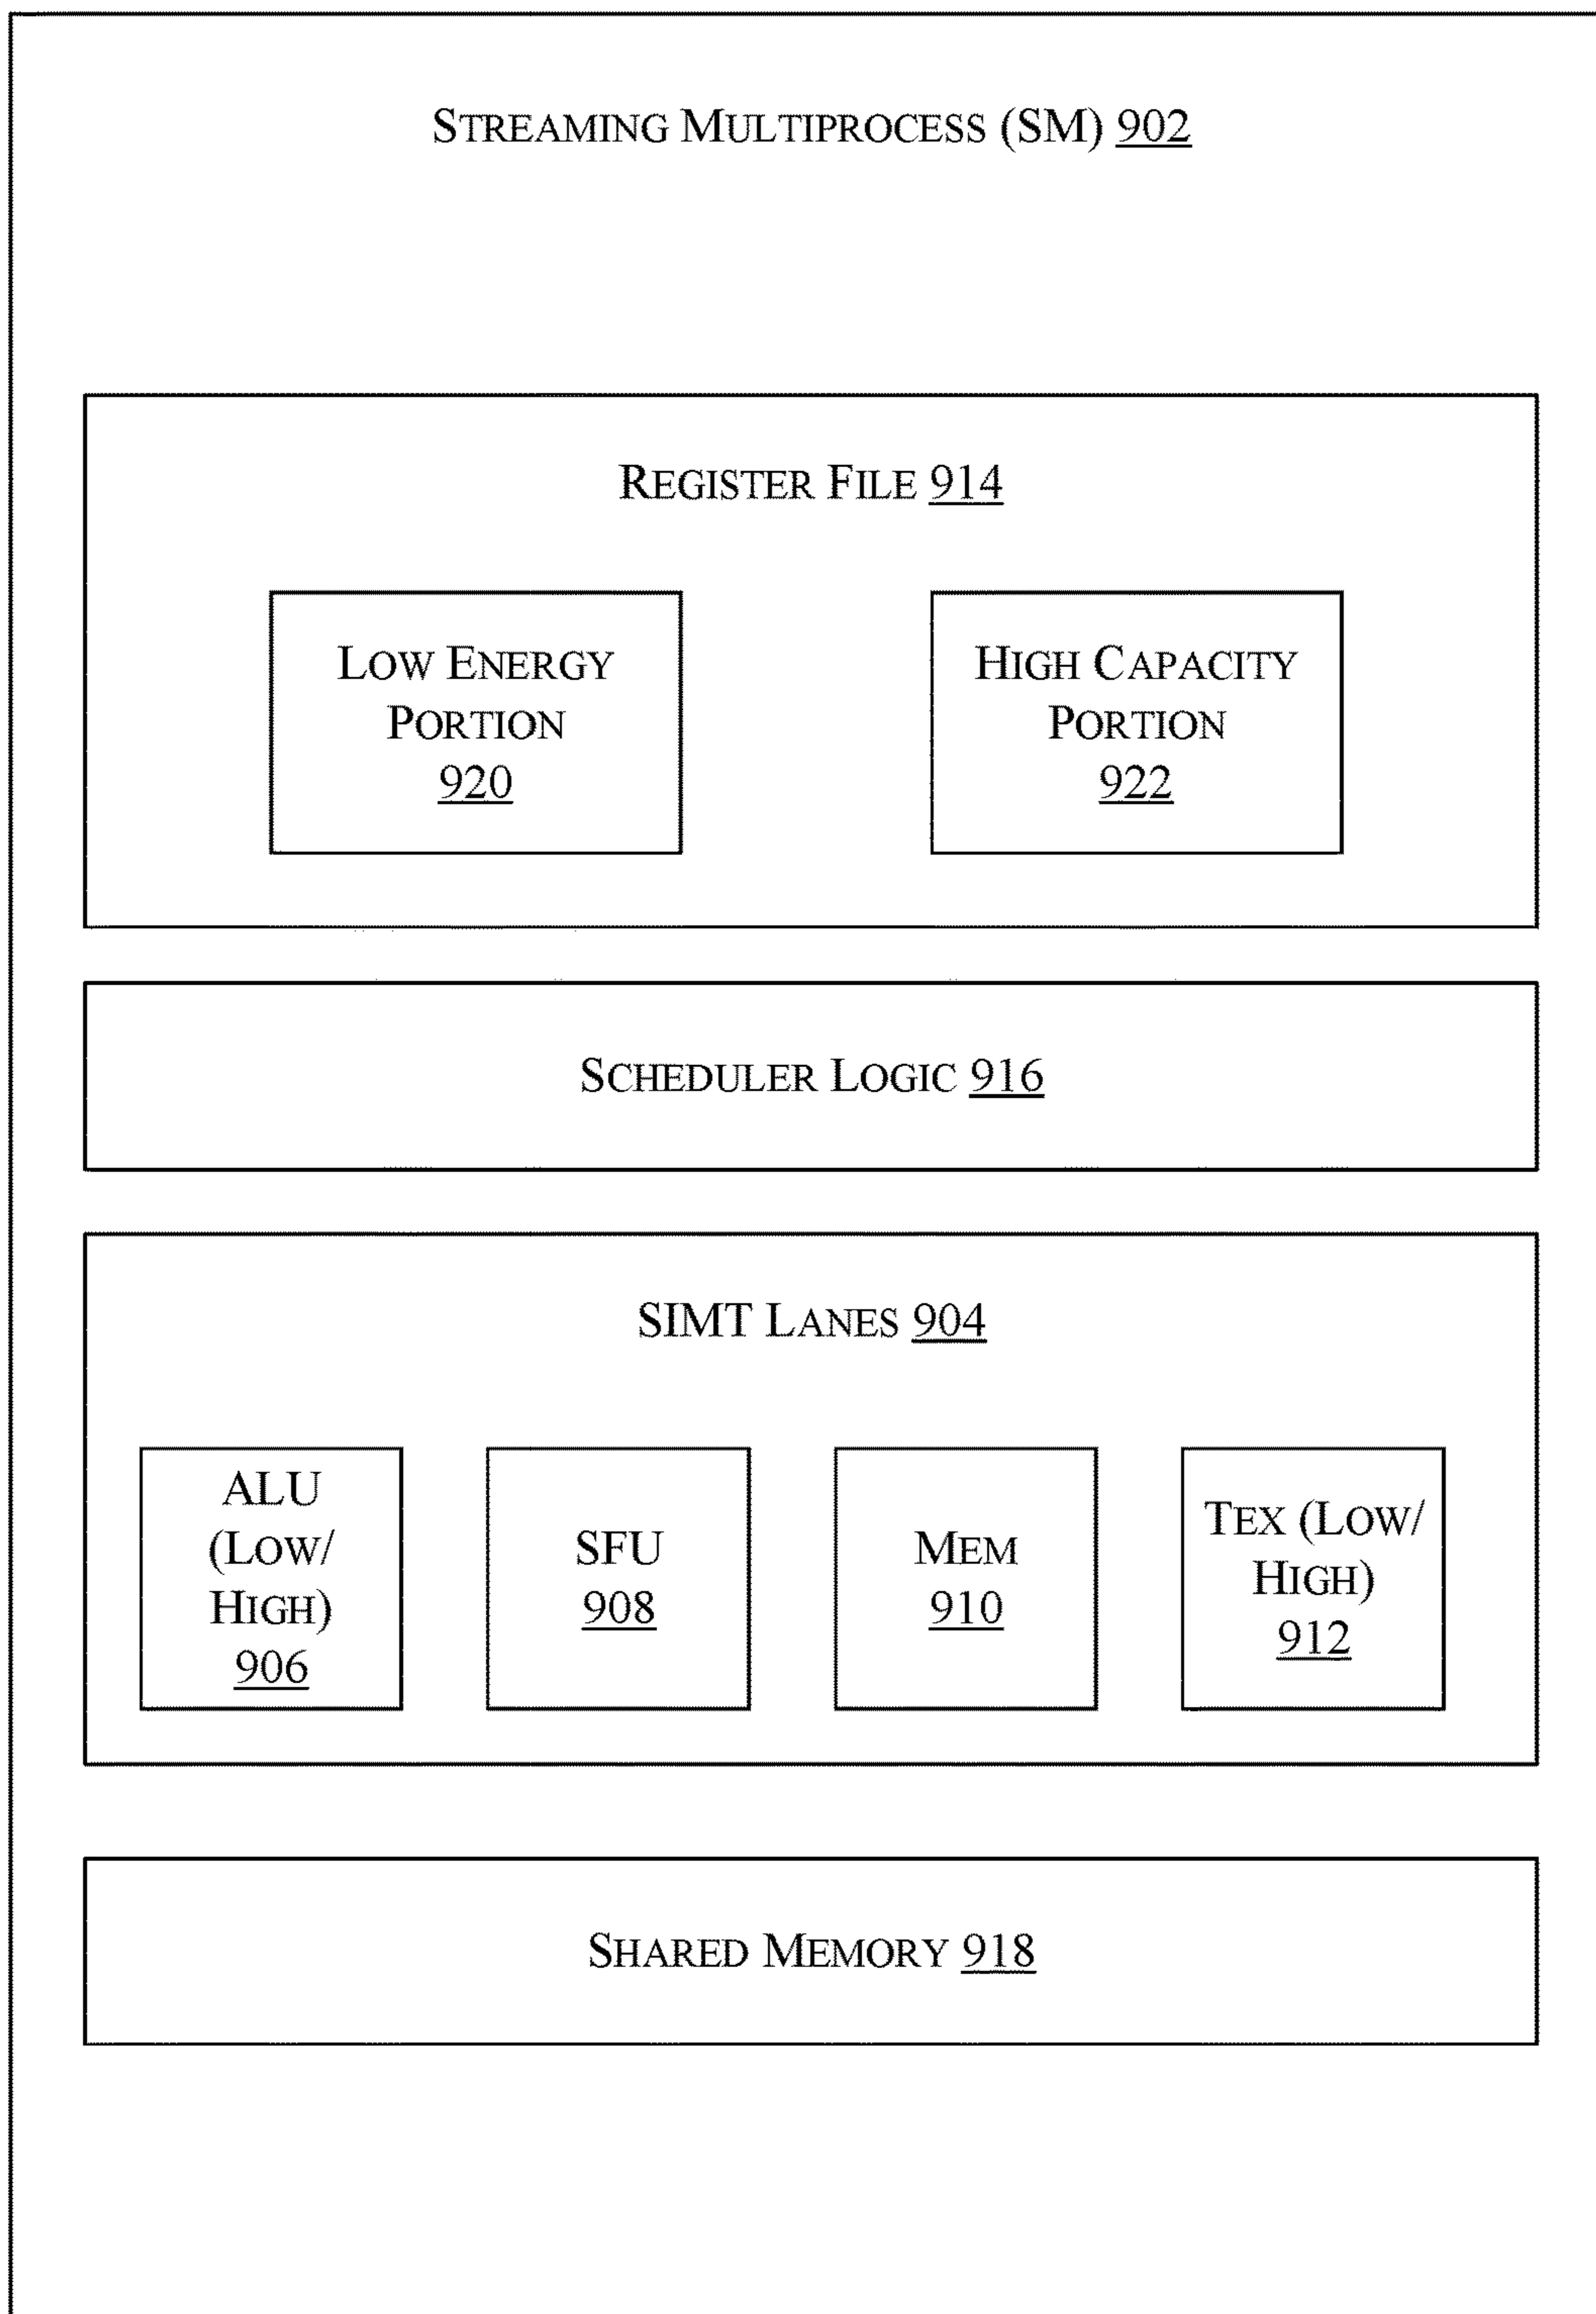 Streaming Multiprocess (SM) 902
Register File 914
Low Energy
Portion
920
High Capacity
Portion
922
Scheduler Logic 916
SIMT Lanes 904
ALU
(Low/
High)
906
SFU
908
Mem
910
Tex (Low/
High)
912
Shared Memory 918